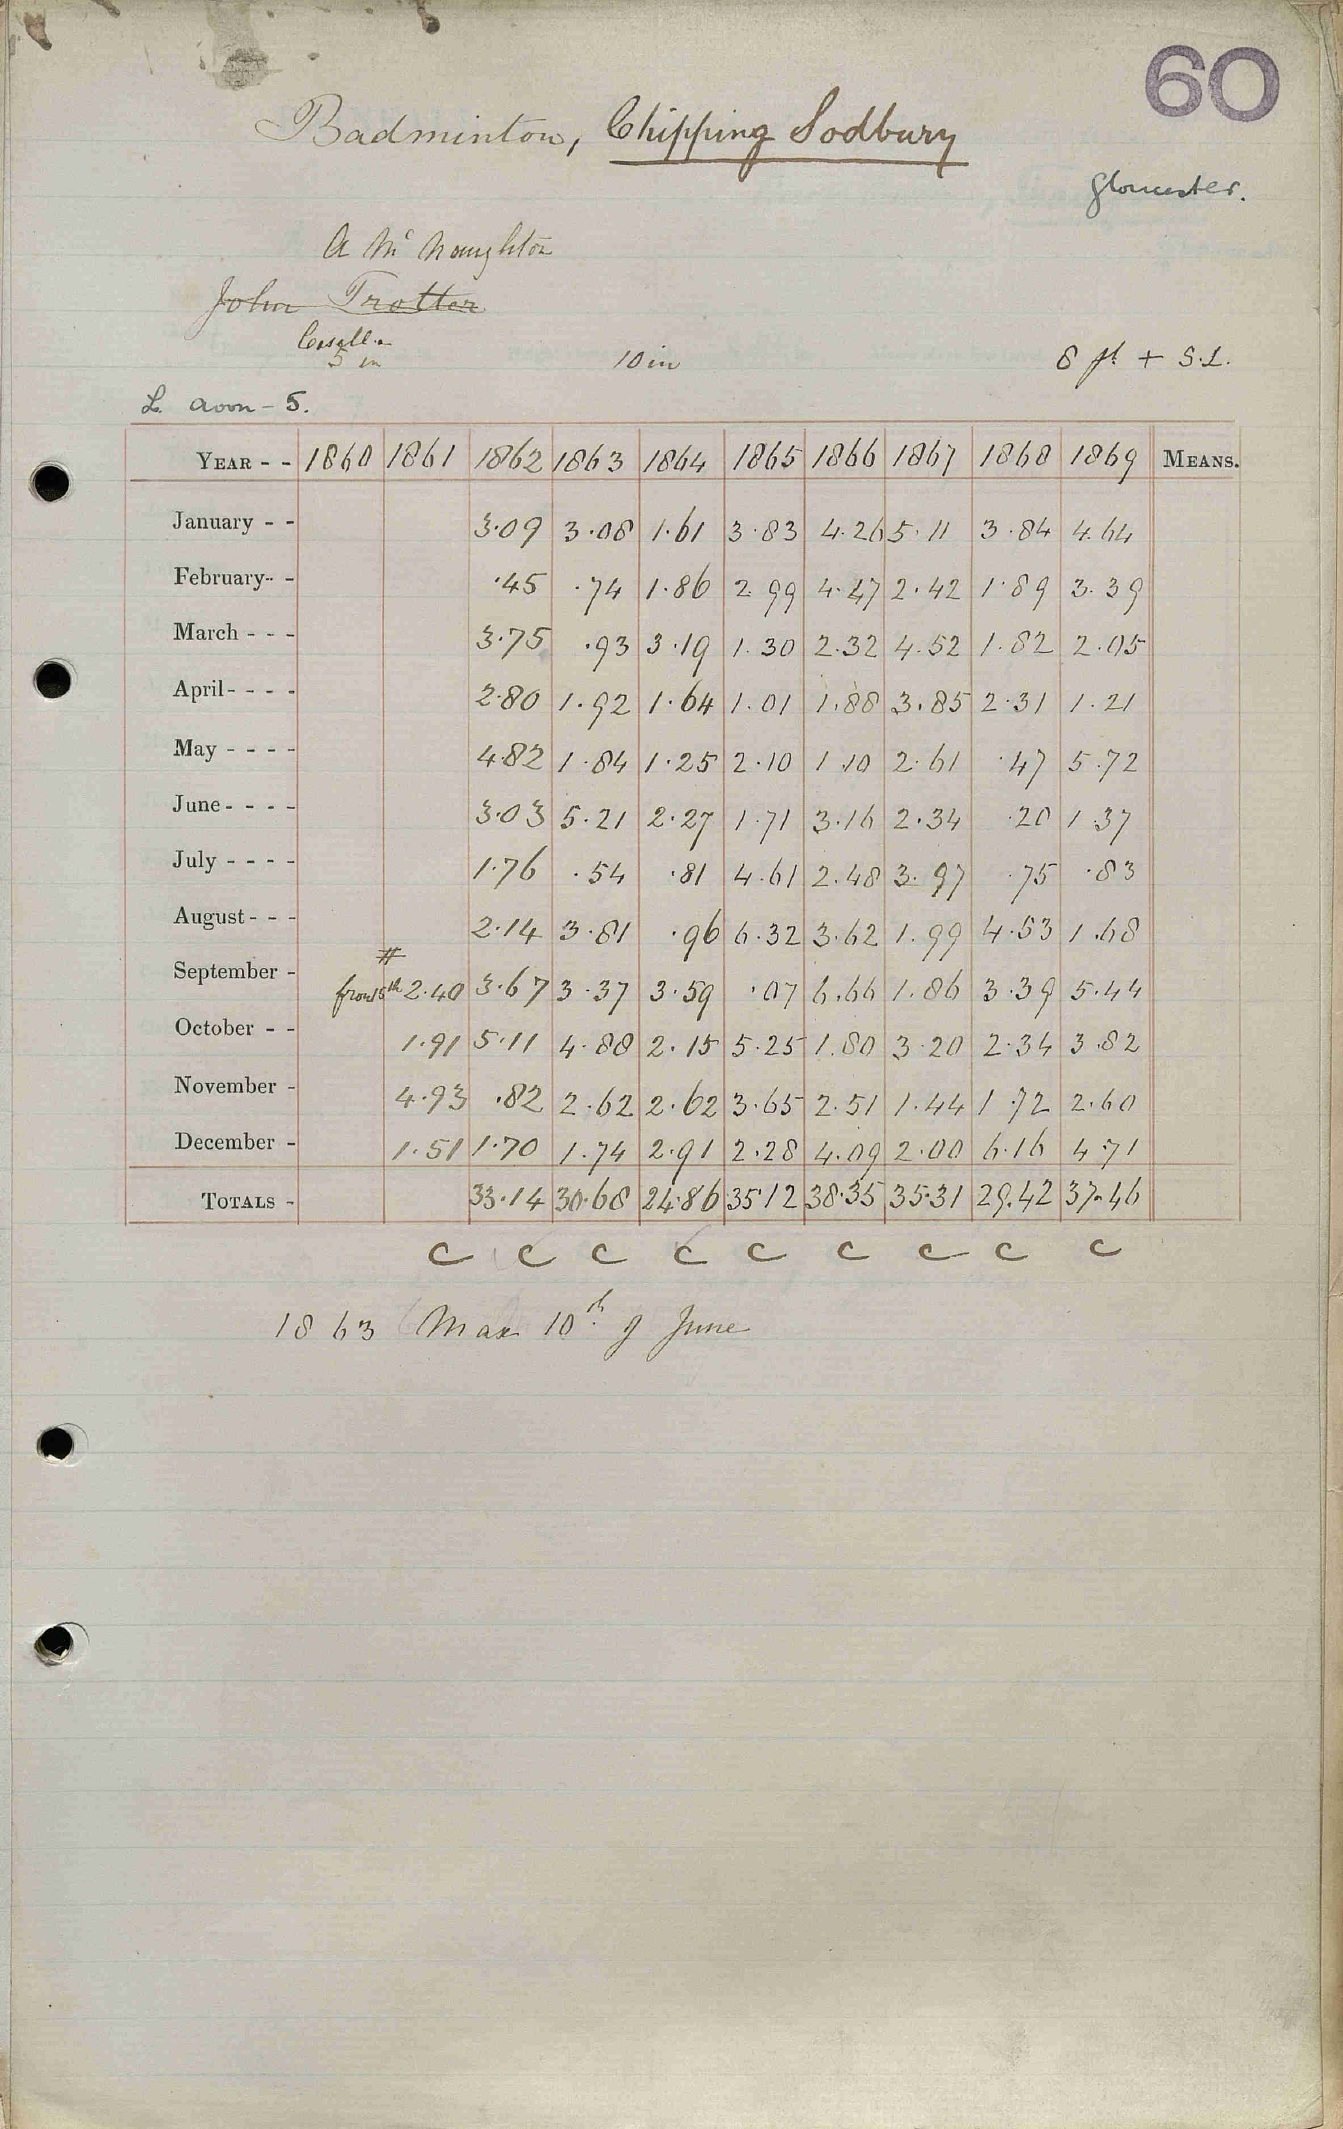 60
Badminton, Chipping Sodbury
Gloucester.
A Mc Naughton
John Trotter
Casella
5 in 10 in 8 ft + S.L.
L. Avon - 5.
YEAR - - 1860 1861 1862 1863 1864 1865 1866 1867 1868 1869 MEANS.
January - - 3.09 3.08 1.61 3.83 4.26 5.11 3.84 4.64
February- - .45 .74 1.86 2.99 4.47 2.42 1.89 3.39
March - - - 3.75 .93 3.19 1.30 2.32 4.52 1.82 2.05
April- - - - 2.80 1.92 1.64 1.01 1.88 3.85 2.31 1.21
May - - - - 4.82 1.84 1.25 2.10 1.10 2.61 .47 5.72
June- - - - 3.03 5.21 2.27 1.71 3.16 2.34 .20 1.37
July - - - - 1.76 .54 .81 4.61 2.48 3.97 .75 .83
August- - - 2.14 3.81 .96 6.32 3.62 1.99 4.53 1.68
#
September - from 5th 2.40 3.67 3.37 3.59 .07 6.66 1.86 3.39 5.44
October - - 1.91 5.11 4.88 2.15 5.25 1.80 3.20 2.34 3.82
November - 4.93 .82 2.62 2.62 3.65 2.51 1.44 1.72 2.60
December - 1.51 1.70 1.74 2.91 2.28 4.09 2.00 6.16 4.71
TOTALS - 33.14 30.68 24.86 35.12 38.35 35.31 29.42 37.46
C C C C C C C C C
1863 Max 10th of June